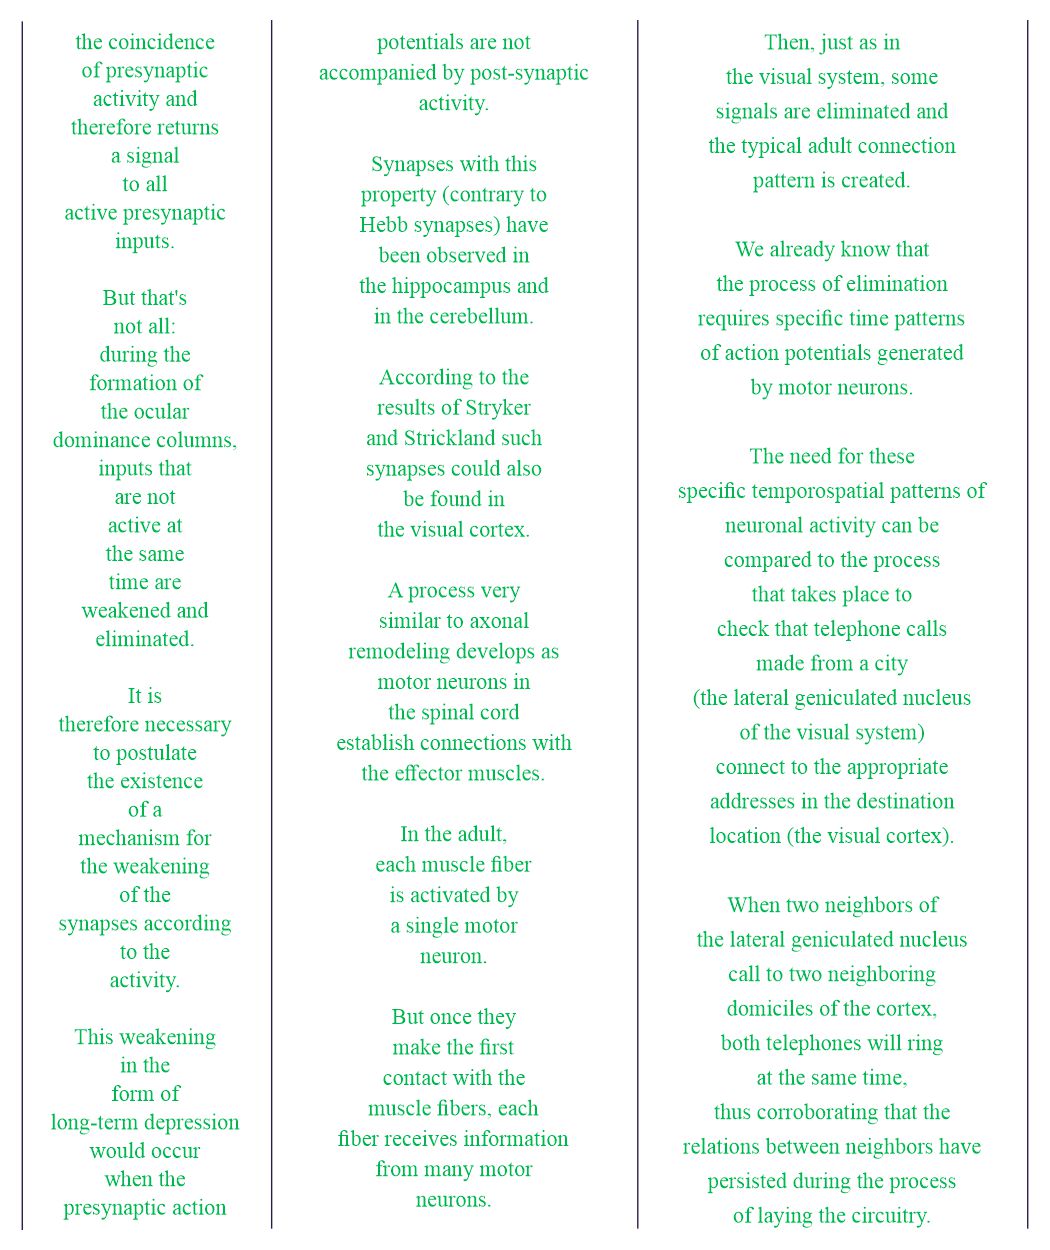 the coincidence
of presynaptic
activity and
therefore returns
a signal
to all
active presynaptic
inputs.
But that's
not all:
during the
formation of
the ocular
dominance columns,
inputs that
are not
active at
the same
time are
weakened and
eliminated.
It is
therefore necessary
to postulate
the existence
of a
mechanism for
the weakening
of the
synapses according
to the
activity.
This weakening
in the
form of
long-term depression
would occur
when the
presynaptic action
potentials are not
accompanied by post-synaptic
activity.
Synapses with this
property (contrary to
Hebb synapses) have
been observed in
the hippocampus and
in the cerebellum.
According to the
results of Stryker
and Strickland such
synapses could also
be found in
the visual cortex.
A process very
similar to axonal
remodeling develops as
motor neurons in
the spinal cord
establish connections with
the effector muscles.
In the adult,
each muscle fiber
is activated by
a single motor
neuron.
But once they
make the first
contact with the
muscle fibers, each
fiber receives information
from many motor
neurons.
Then, just as in
the visual system, some
signals are eliminated and
the typical adult connection
pattern is created.
We already know that
the process of elimination
requires specific time patterns
of action potentials generated
by motor neurons.
The need for these
specific temporospatial patterns of
neuronal activity can be
compared to the process
that takes place to
check that telephone calls
made from a city
(the lateral geniculated nucleus
of the visual system)
connect to the appropriate
addresses in the destination
location (the visual cortex).
When two neighbors of
the lateral geniculated nucleus
call to two neighboring
domiciles of the cortex,
both telephones will ring
at the same time,
thus corroborating that the
relations between neighbors have
persisted during the process
of laying the circuitry.